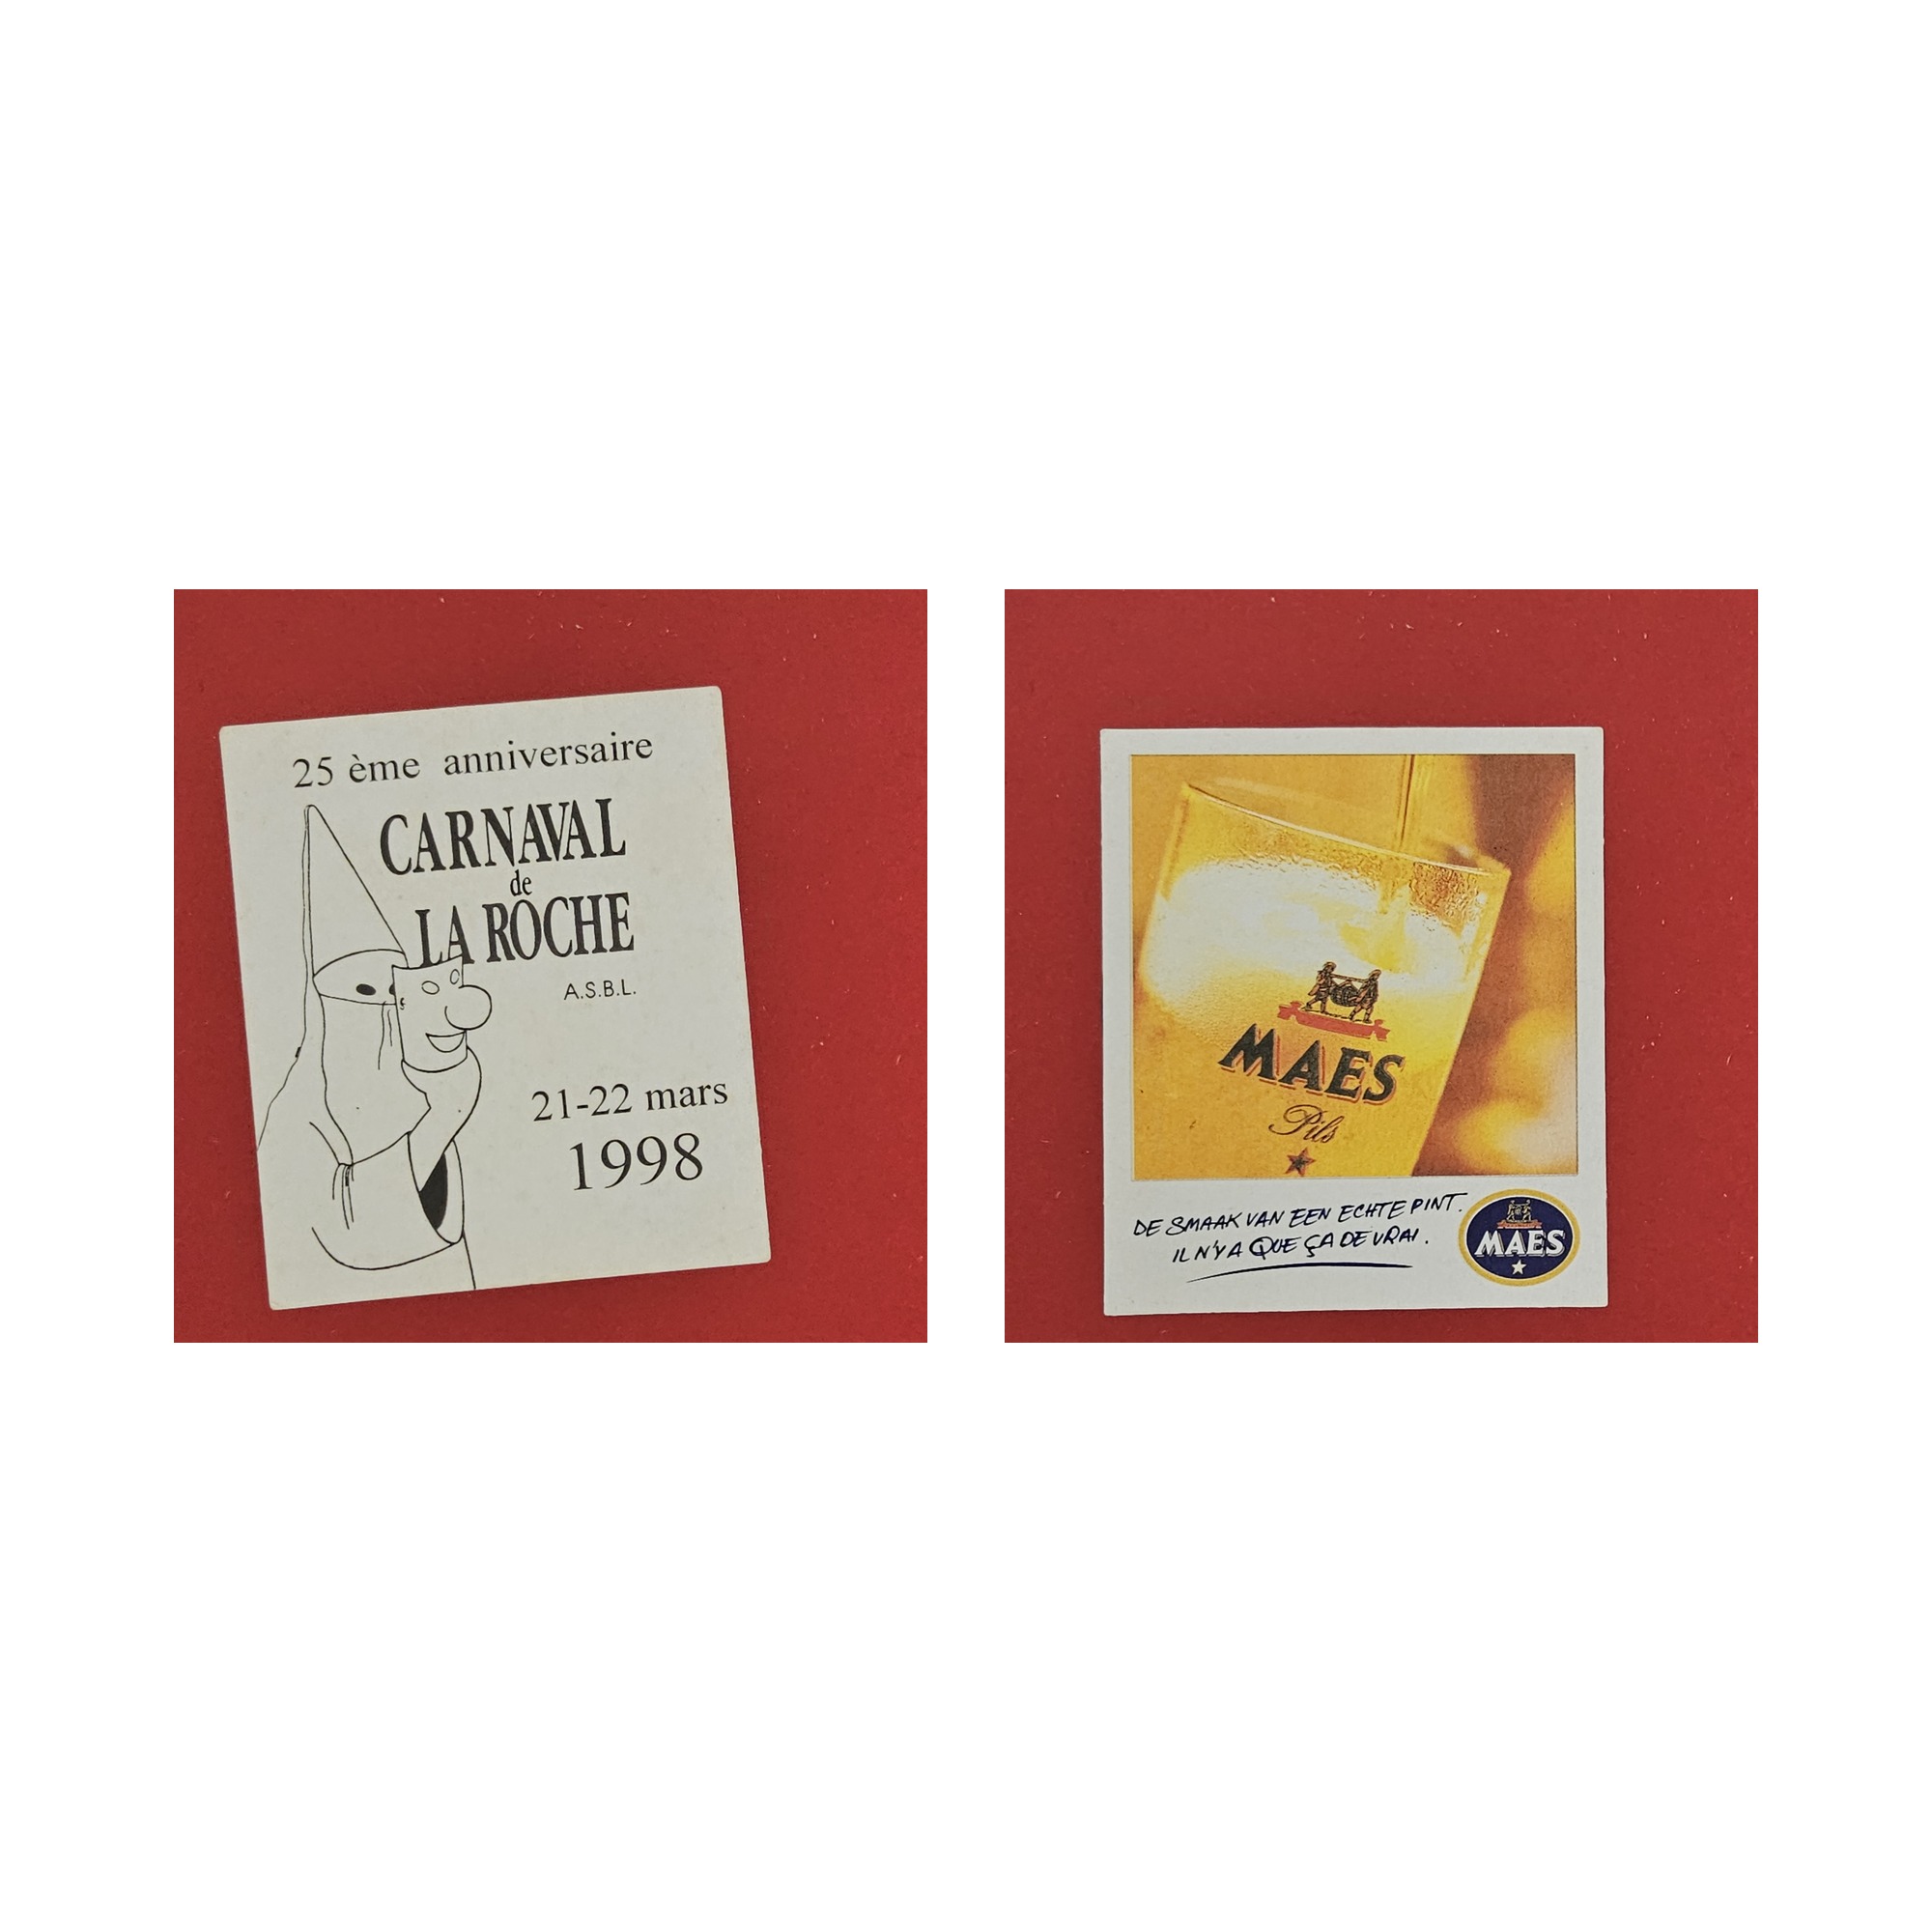 25 ème anniversaire
CARNAVAL
de
LA ROCHE
A.S.B.L.
21-22 mars
1998
MAES
Pils
DE SMAAK VAN EEN ECHTE PINT.
IL N'Y A QUE ÇA DE VRAI.
MAES